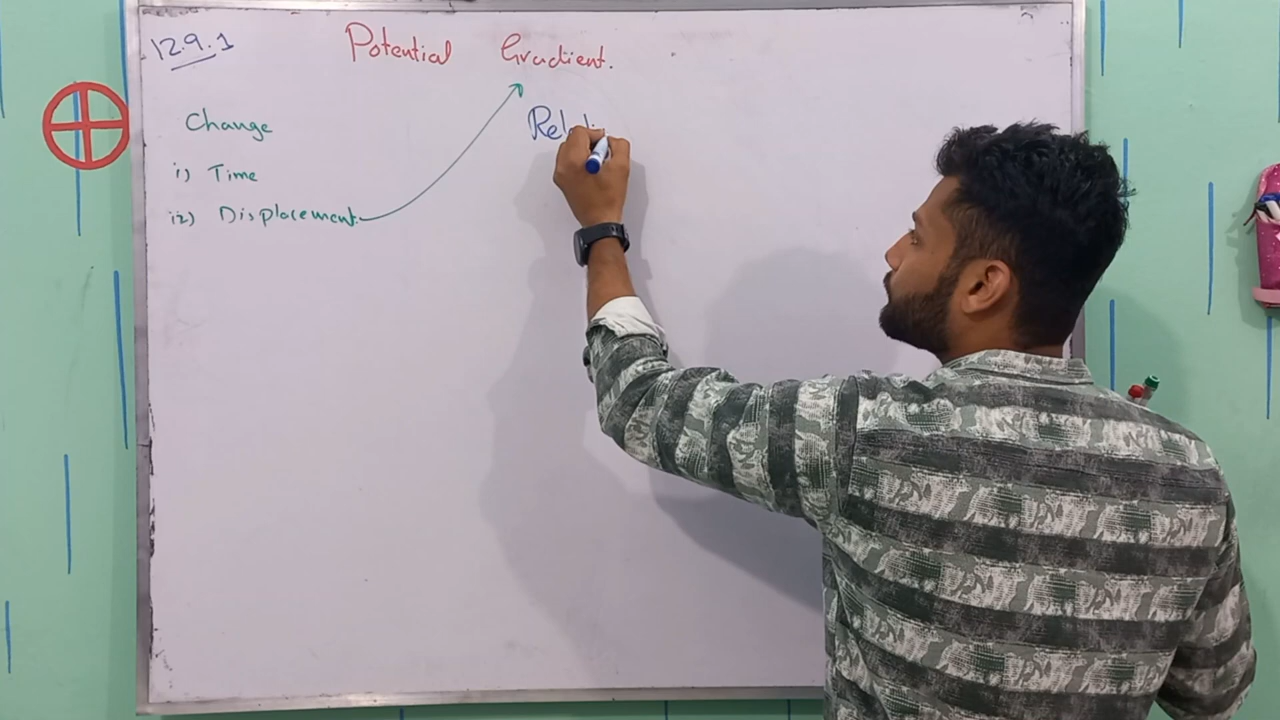 12.9.1
Potential Gradient.
Change
i) Time
ii) Displacement.